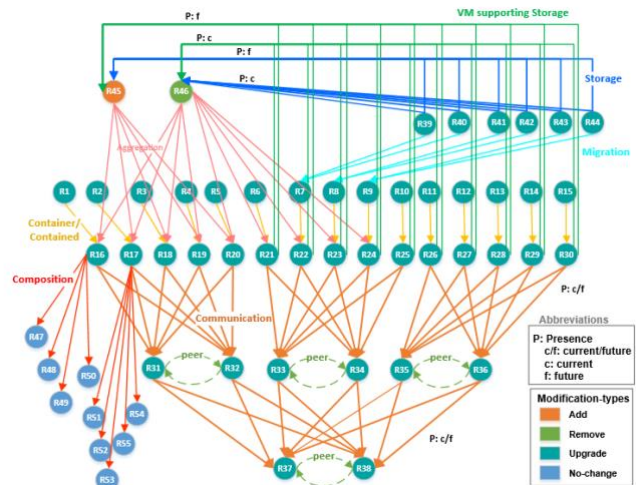 P: f
VM supporting Storage
P: c
P: f
Storage
R45
R46
P: c
R39
R40
R41
R42
R43
R44
Aggregation
Migration
R1
R2
R3
R4
R5
R6
R7
R8
R9
R10
R11
R12
R13
R14
R15
Container/
Contained
R16
R17
R18
R19
R20
R21
R22
R23
R24
R25
R26
R27
R28
R29
R30
Composition
P: c/f
Communication
Abbreviations
P: Presence
c/f: current/future
c: current
f: future
R47
R48
R49
R50
R51
R52
R53
R54
R55
peer
peer
peer
R31
R32
R33
R34
R35
R36
Modification-types
Add
Remove
Upgrade
No-change
P: c/f
peer
R37
R38